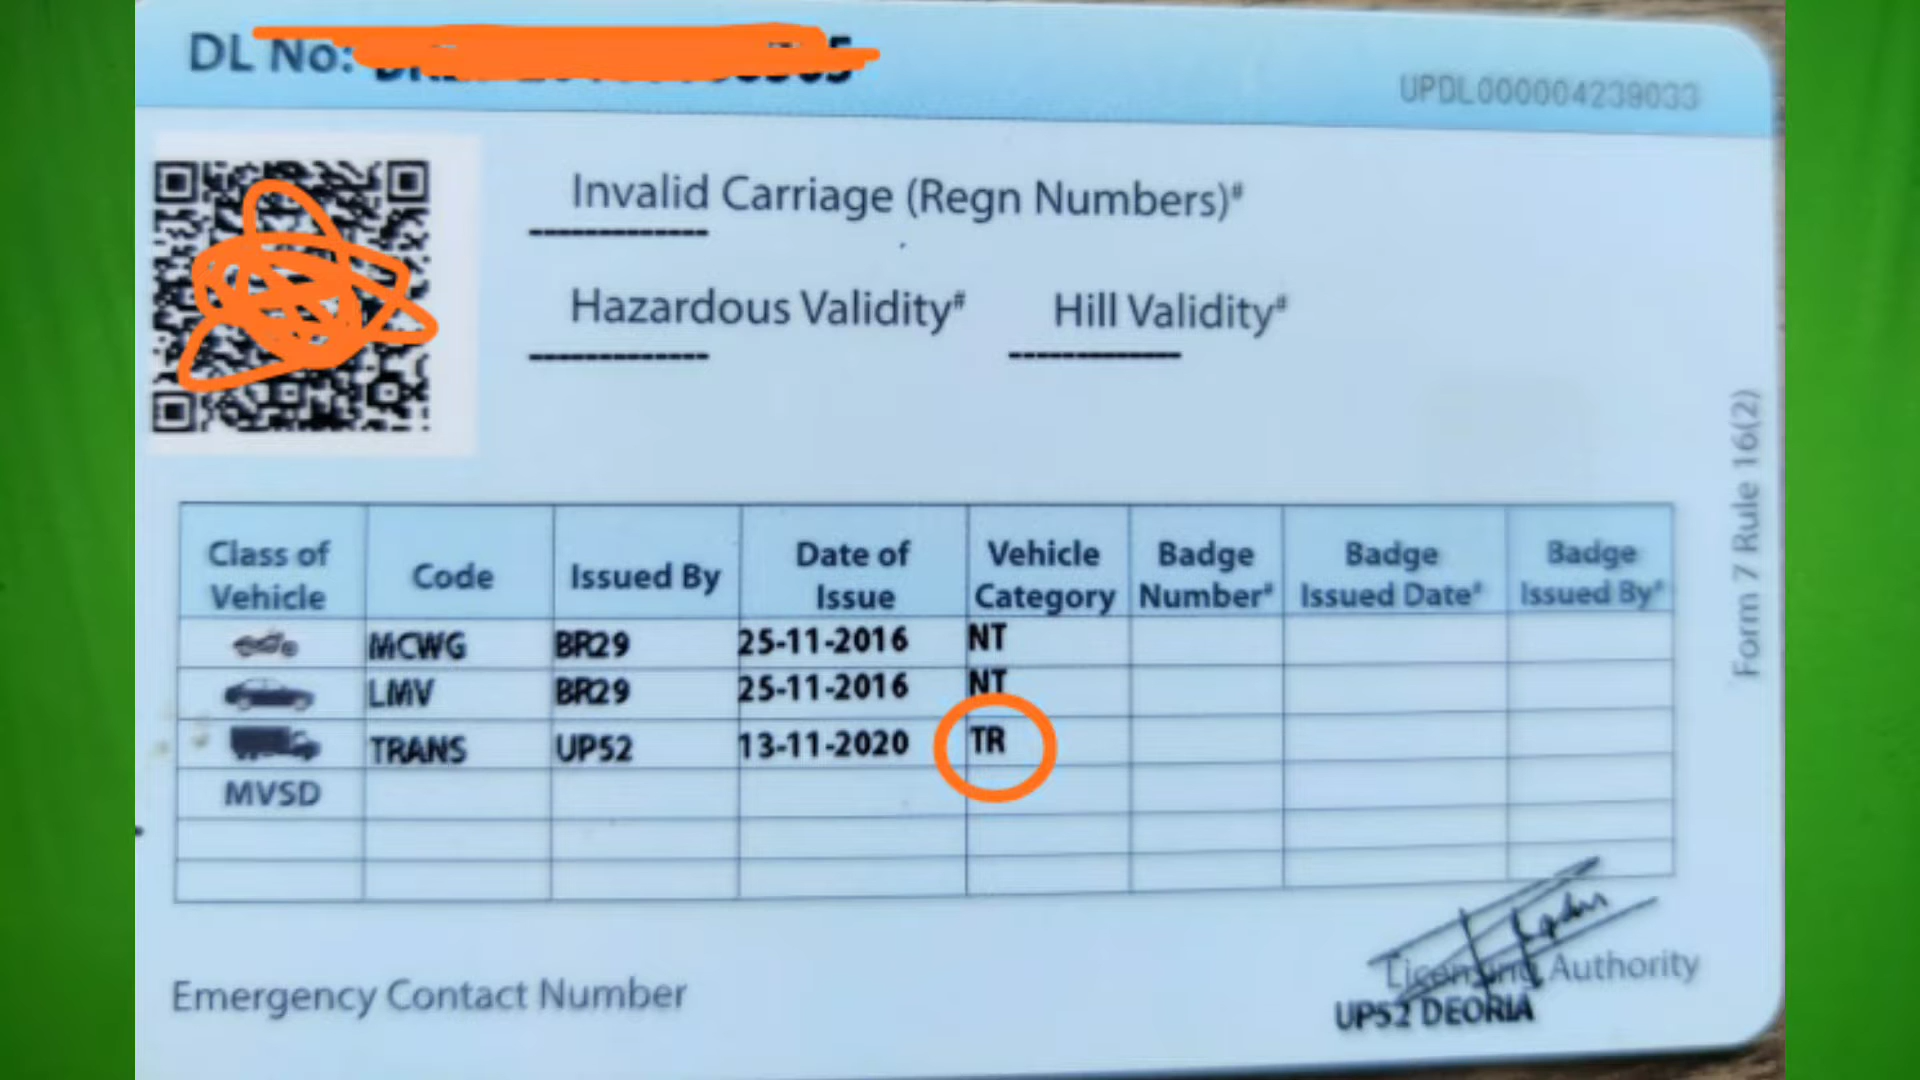 DL No:
UPDL000004239033
Invalid Carriage (Regn Numbers)#
Hazardous Validity# Hill Validity#
Form 7 Rule 16(2)
Class of Vehicle Code Issued By Date of Issue Vehicle Category Badge Number# Badge Issued Date# Badge Issued By#
MCWG BR29 25-11-2016 NT
LMV BR29 25-11-2016 NT
TRANS UP52 13-11-2020 TR
MVSD
Emergency Contact Number
Licensing Authority
UP52 DEORIA